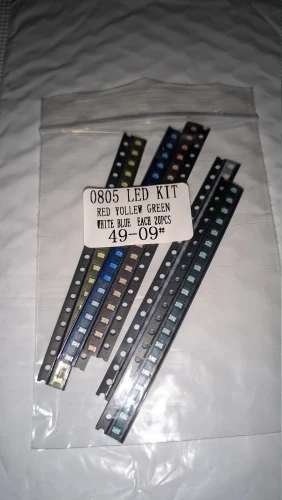 0805 LED KIT
RED YOLLEW GREEN
WHITE BLUE EACH 20PCS
49-09#